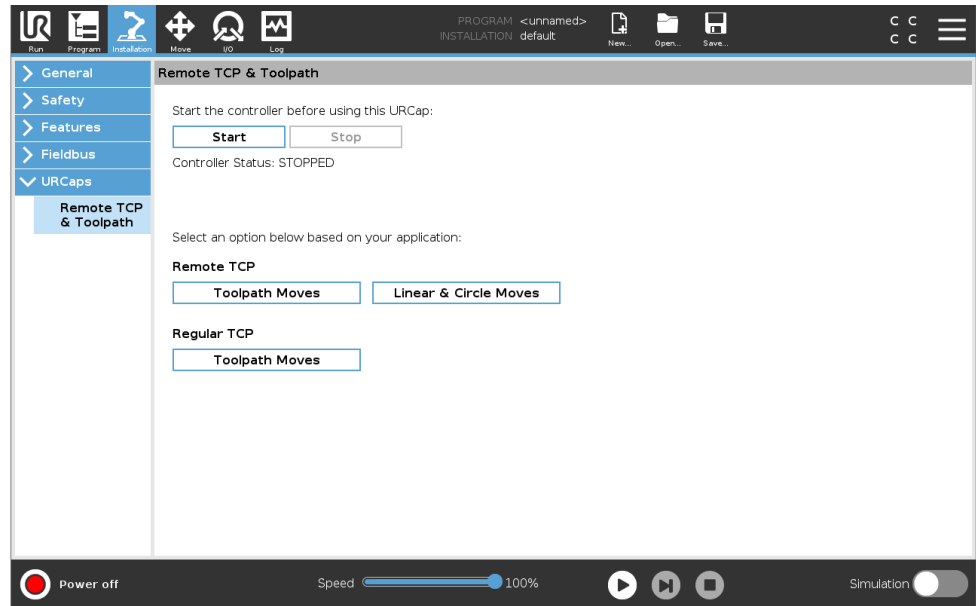 UR
Run
Program
Installation
Move
I/O
Log
PROGRAM <unnamed>
INSTALLATION default
New...
Open...
Save...
C C
C C
General
Safety
Features
Fieldbus
URCaps
Remote TCP
& Toolpath
Remote TCP & Toolpath
Start the controller before using this URCap:
Start
Stop
Controller Status: STOPPED
Select an option below based on your application:
Remote TCP
Toolpath Moves
Linear & Circle Moves
Regular TCP
Toolpath Moves
Power off
Speed
100%
Simulation